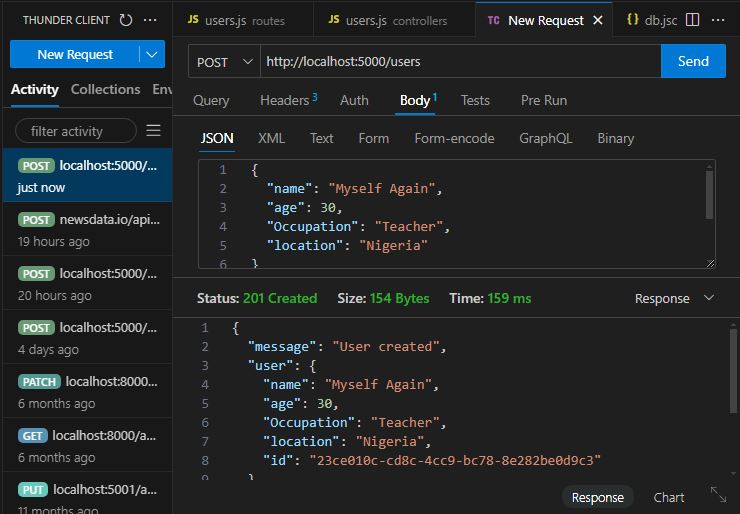 THUNDER CLIENT
New Request
Activity Collections Env
filter activity
POST localhost:5000/...
just now
POST newsdata.io/api...
19 hours ago
POST localhost:5000/...
20 hours ago
POST localhost:5000/...
4 days ago
PATCH localhost:8000...
6 months ago
GET localhost:8000/a...
6 months ago
PUT localhost:5001/a...
11 months ago
JS users.js routes
JS users.js controllers
TC New Request
{} db.jsc
POST http://localhost:5000/users Send
Query Headers 3 Auth Body 1 Tests Pre Run
JSON XML Text Form Form-encode GraphQL Binary
1 {
2 "name": "Myself Again",
3 "age": 30,
4 "Occupation": "Teacher",
5 "location": "Nigeria"
6 }
Status: 201 Created Size: 154 Bytes Time: 159 ms Response
1 {
2 "message": "User created",
3 "user": {
4 "name": "Myself Again",
5 "age": 30,
6 "Occupation": "Teacher",
7 "location": "Nigeria",
8 "id": "23ce010c-cd8c-4cc9-bc78-8e282be0d9c3"
}
Response Chart